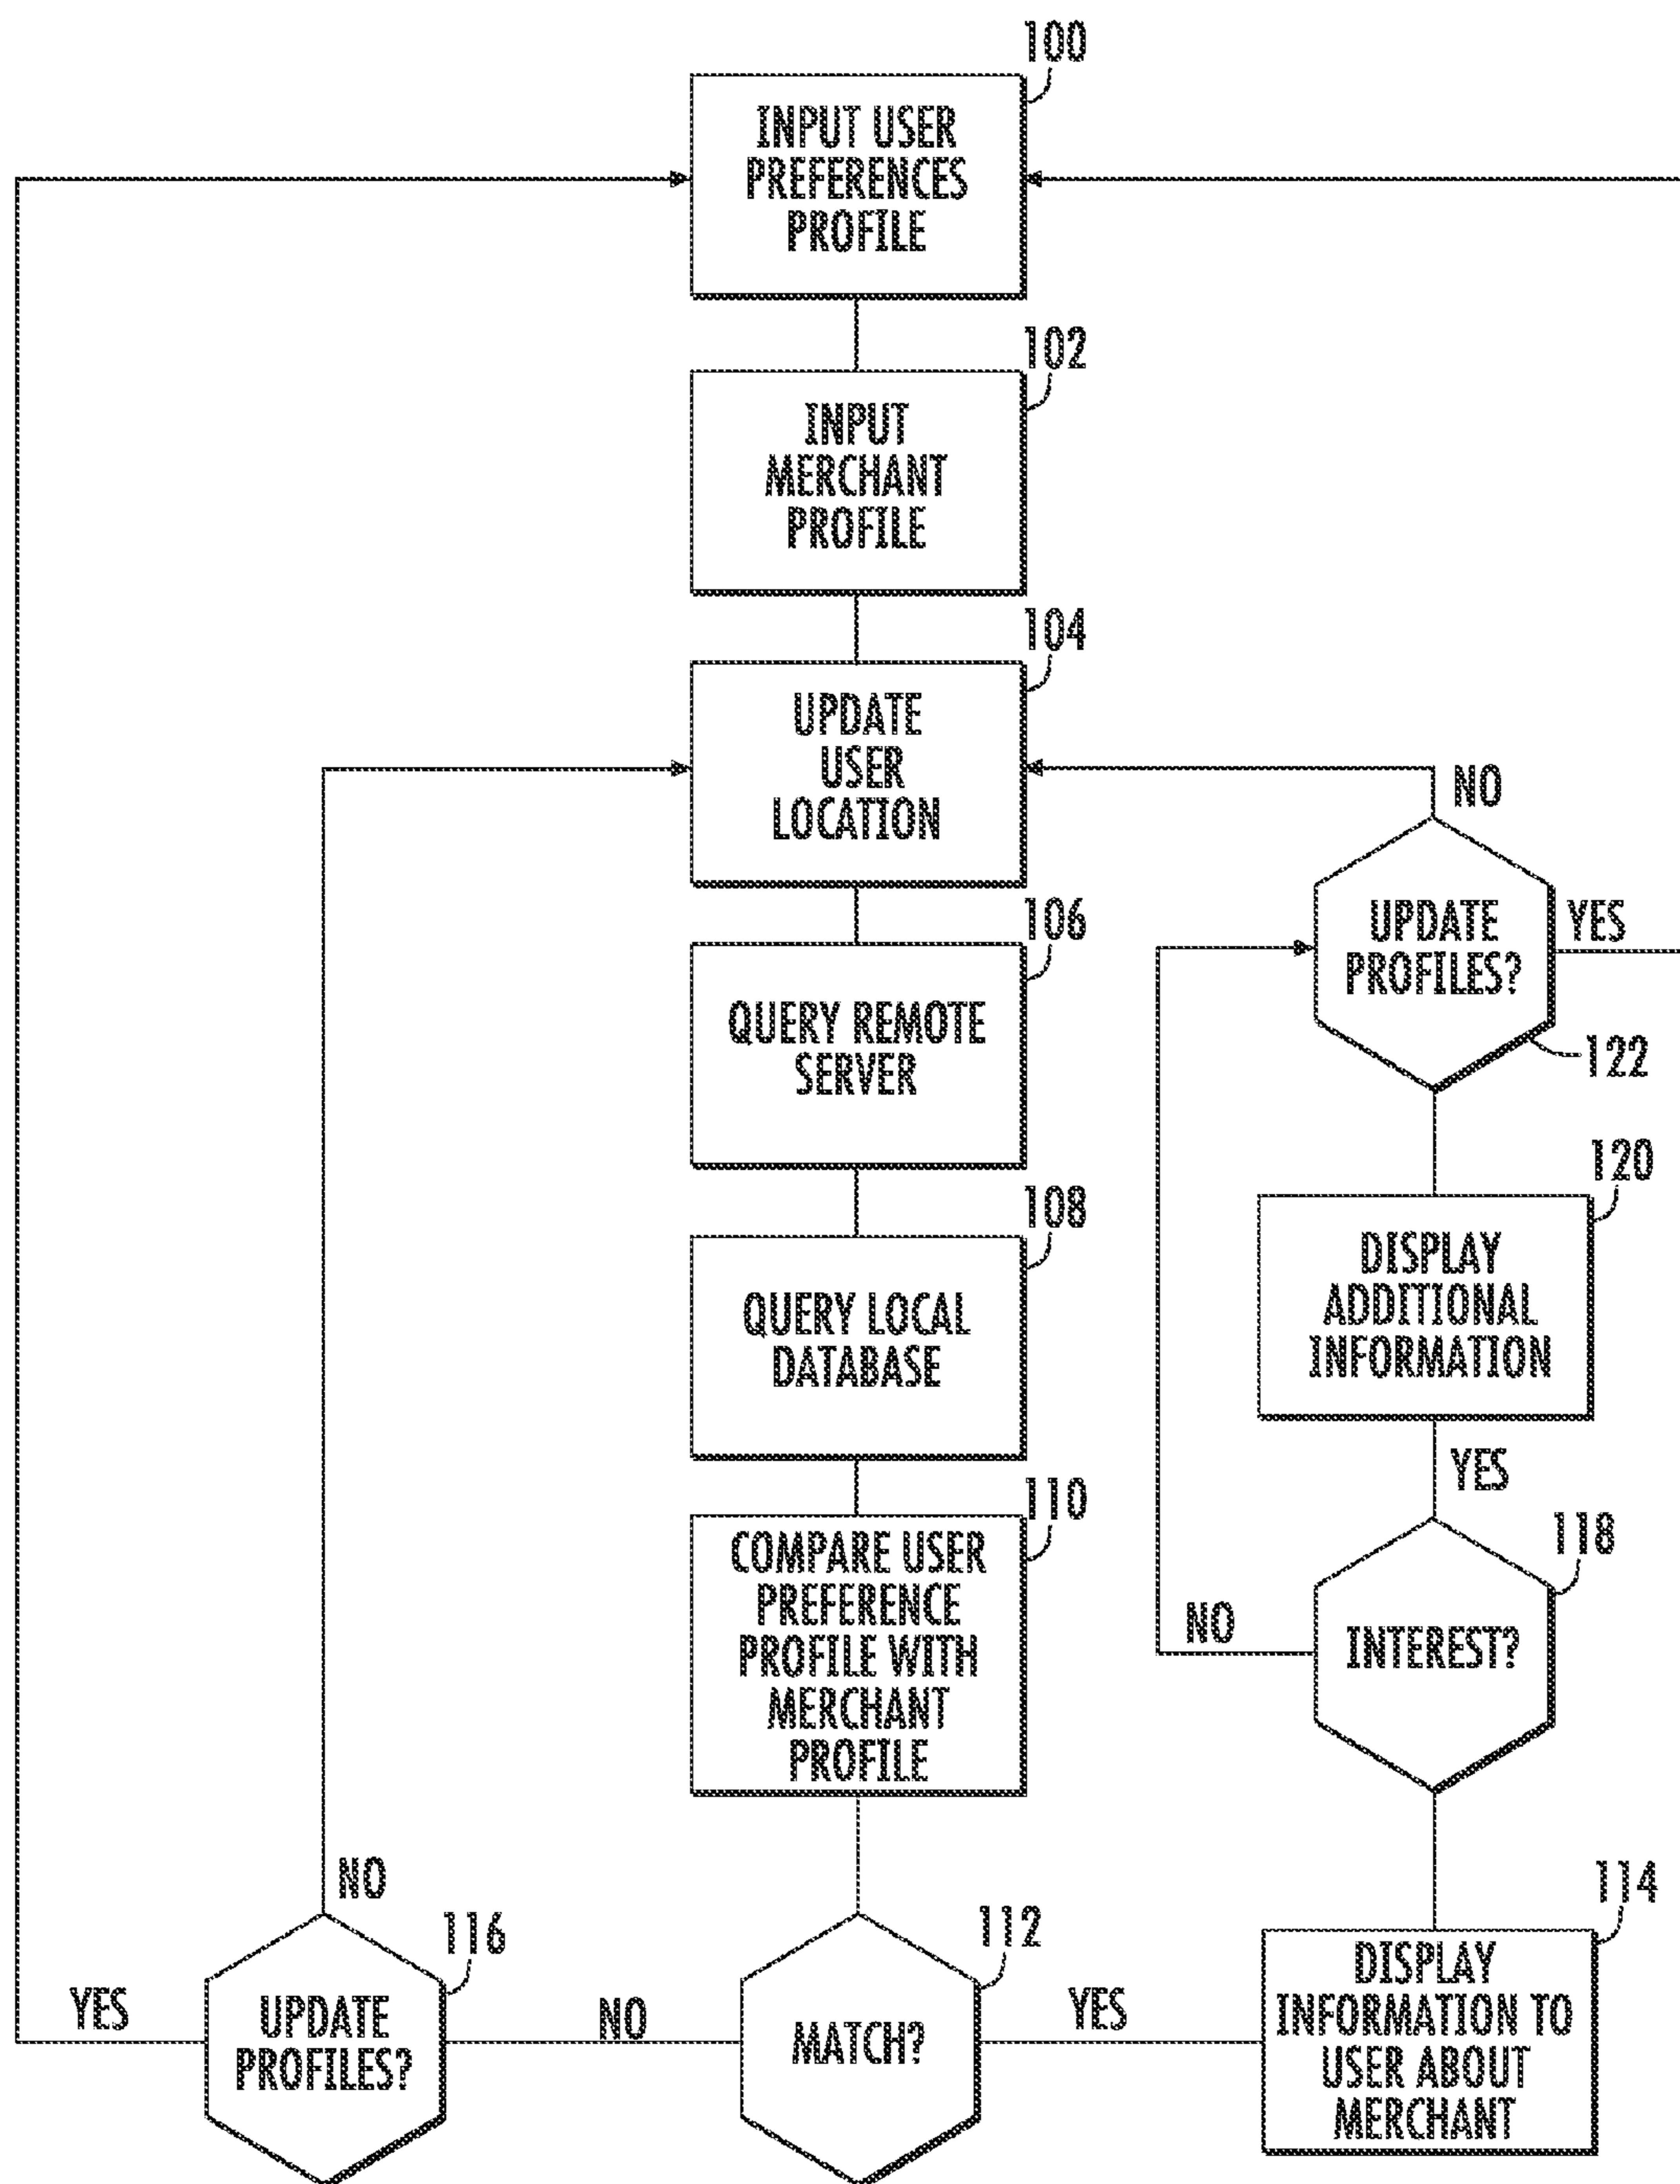 100
INPUT USER
PREFERENCES
PROFILE
102
INPUT
MERCHANT
PROFILE
104
UPDATE
USER
LOCATION
NO
UPDATE
PROFILES?
YES
122
106
QUERY REMOTE
SERVER
120
DISPLAY
ADDITIONAL
INFORMATION
YES
108
QUERY LOCAL
DATABASE
110
COMPARE USER
PREFERENCE
PROFILE WITH
MERCHANT
PROFILE
118
INTEREST?
NO
NO
116
UPDATE
PROFILES?
YES
NO
112
MATCH?
YES
114
DISPLAY
INFORMATION TO
USER ABOUT
MERCHANT